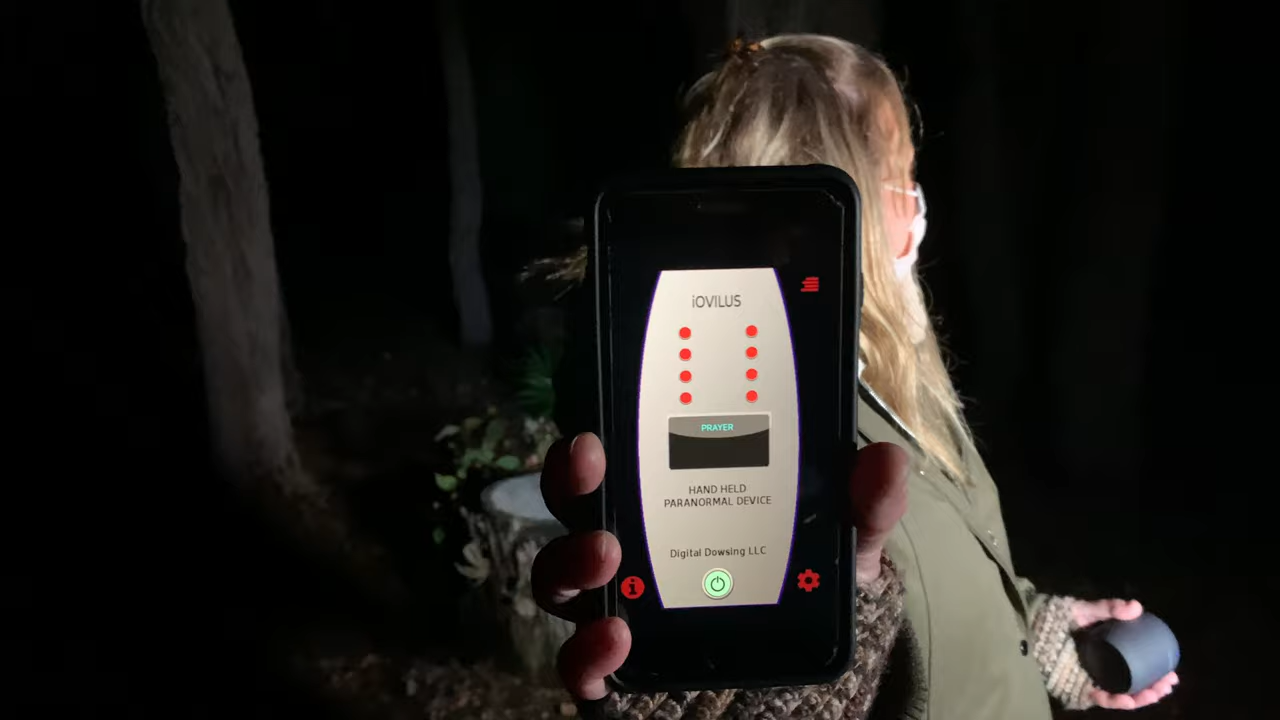 iOVILUS
PRAYER
HAND HELD
PARANORMAL DEVICE
Digital Dowsing LLC
i